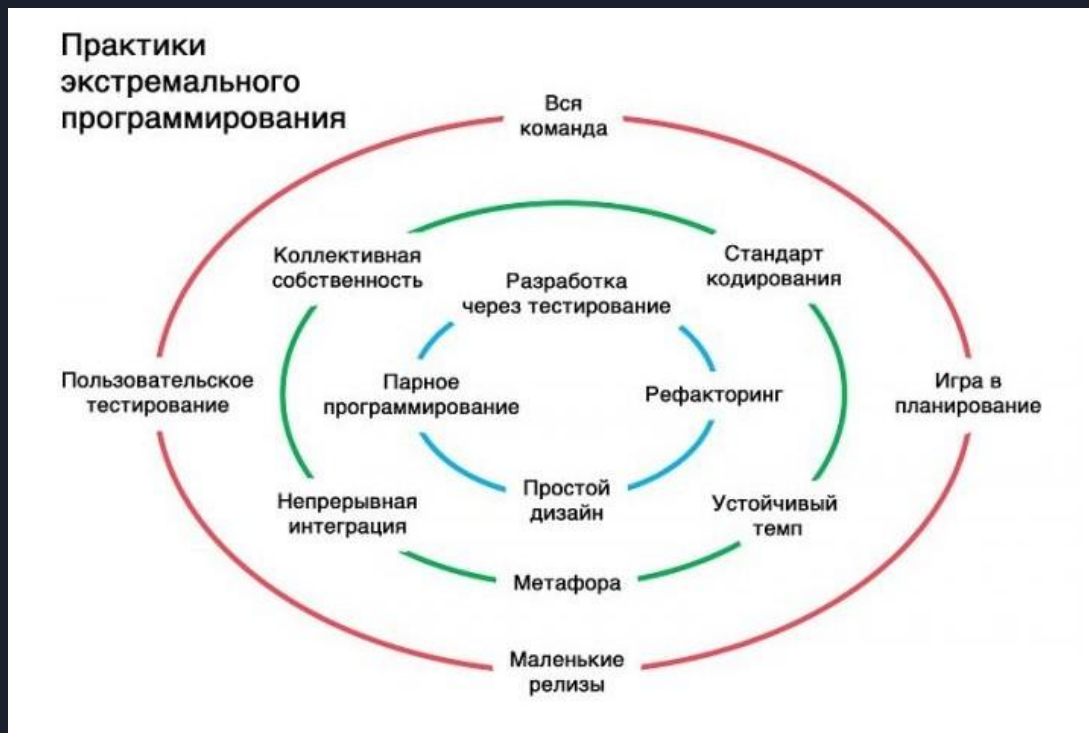 Практики
экстремального
программирования
Вся
команда
Коллективная
собственность
Стандарт
кодирования
Разработка
через тестирование
Пользовательское
тестирование
Парное
программирование
Рефакторинг
Игра в
планирование
Непрерывная
интеграция
Простой
дизайн
Устойчивый
темп
Метафора
Маленькие
релизы